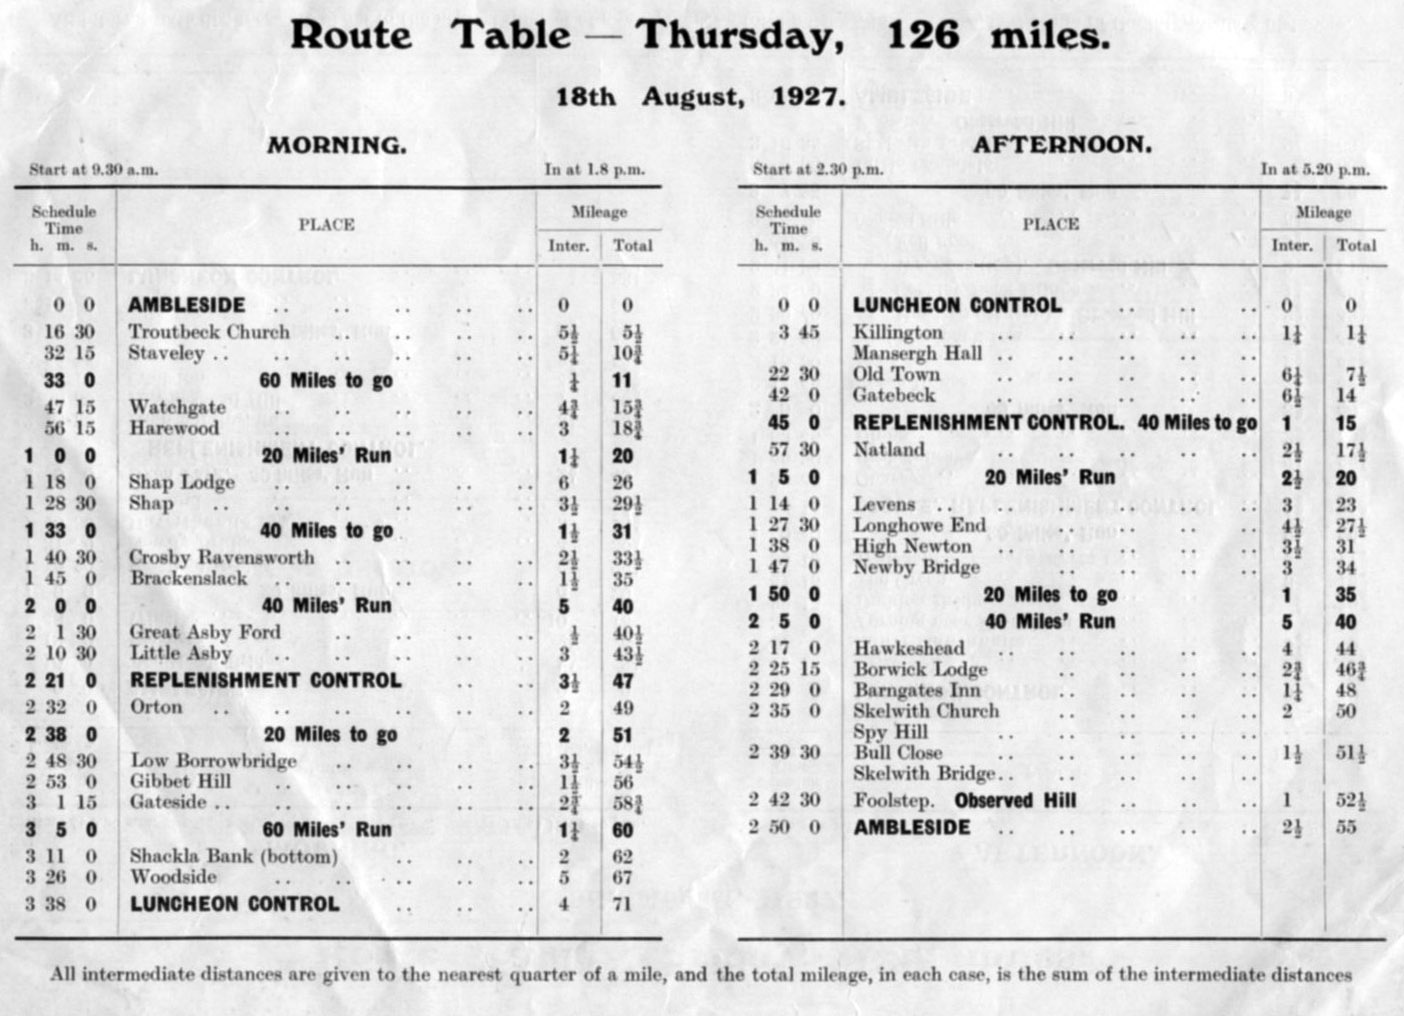 Route Table — Thursday, 126 miles.
18th August, 1927.
MORNING.
Start at 9.30 a.m. In at 1.8 p.m.
Schedule Time h. m. s. PLACE Mileage Inter. Total
0 0 AMBLESIDE .. .. .. .. .. 0 0
16 30 Troutbeck Church .. .. .. .. 5½ 5½
32 15 Staveley .. .. .. .. .. .. 5¼ 10¾
33 0 60 Miles to go ¼ 11
47 15 Watchgate .. .. .. .. .. 4¾ 15¾
56 15 Harewood .. .. .. .. .. 3 18¾
1 0 0 20 Miles' Run 1¼ 20
1 18 0 Shap Lodge .. .. .. .. .. 6 26
1 28 30 Shap .. .. .. .. .. .. 3½ 29½
1 33 0 40 Miles to go 1½ 31
1 40 30 Crosby Ravensworth .. .. .. .. 2½ 33½
1 45 0 Brackenslack .. .. .. .. .. 1½ 35
2 0 0 40 Miles' Run 5 40
2 1 30 Great Asby Ford .. .. .. .. ½ 40½
2 10 30 Little Asby .. .. .. .. .. 3 43½
2 21 0 REPLENISHMENT CONTROL .. .. 3½ 47
2 32 0 Orton .. .. .. .. .. .. 2 49
2 38 0 20 Miles to go 2 51
2 48 30 Low Borrowbridge .. .. .. .. 3½ 54½
2 53 0 Gibbet Hill .. .. .. .. .. 1½ 56
3 1 15 Gateside .. .. .. .. .. .. 2¾ 58¾
3 5 0 60 Miles' Run 1¼ 60
3 11 0 Shackla Bank (bottom) .. .. .. 2 62
3 26 0 Woodside .. .. .. .. .. 5 67
3 38 0 LUNCHEON CONTROL .. .. .. 4 71
AFTERNOON.
Start at 2.30 p.m. In at 5.20 p.m.
Schedule Time h. m. s. PLACE Mileage Inter. Total
0 0 LUNCHEON CONTROL .. .. .. .. 0 0
3 45 Killington .. .. .. .. .. 1¼ 1¼
Mansergh Hall .. .. .. .. ..
22 30 Old Town .. .. .. .. .. 6¼ 7½
42 0 Gatebeck .. .. .. .. .. 6½ 14
45 0 REPLENISHMENT CONTROL. 40 Miles to go 1 15
57 30 Natland .. .. .. .. .. 2½ 17½
1 5 0 20 Miles' Run 2½ 20
1 14 0 Levens .. .. .. .. .. .. 3 23
1 27 30 Longhowe End .. .. .. .. 4½ 27½
1 38 0 High Newton .. .. .. .. .. 3½ 31
1 47 0 Newby Bridge .. .. .. .. 3 34
1 50 0 20 Miles to go 1 35
2 5 0 40 Miles' Run 5 40
2 17 0 Hawkeshead .. .. .. .. .. 4 44
2 25 15 Borwick Lodge .. .. .. .. 2¾ 46¾
2 29 0 Barngates Inn .. .. .. .. 1¼ 48
2 35 0 Skelwith Church .. .. .. .. 2 50
Spy Hill .. .. .. .. ..
2 39 30 Bull Close .. .. .. .. .. 1½ 51½
Skelwith Bridge .. .. .. .. ..
2 42 30 Foolstep. Observed Hill .. .. .. 1 52½
2 50 0 AMBLESIDE .. .. .. .. .. 2½ 55
All intermediate distances are given to the nearest quarter of a mile, and the total mileage, in each case, is the sum of the intermediate distances